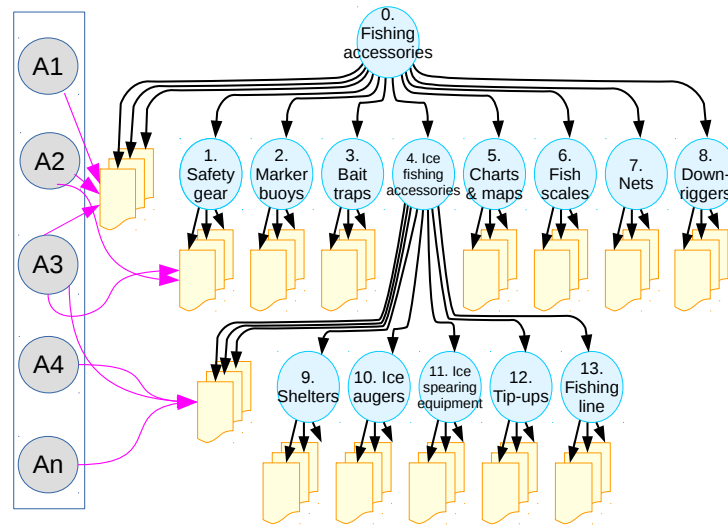 0.
Fishing
accessories
A1
A2
A3
A4
An
1.
Safety
gear
2.
Marker
buoys
3.
Bait
traps
4. Ice
fishing
accessories
5.
Charts
& maps
6.
Fish
scales
7.
Nets
8.
Down-
riggers
9.
Shelters
10. Ice
augers
11. Ice
spearing
equipment
12.
Tip-ups
13.
Fishing
line